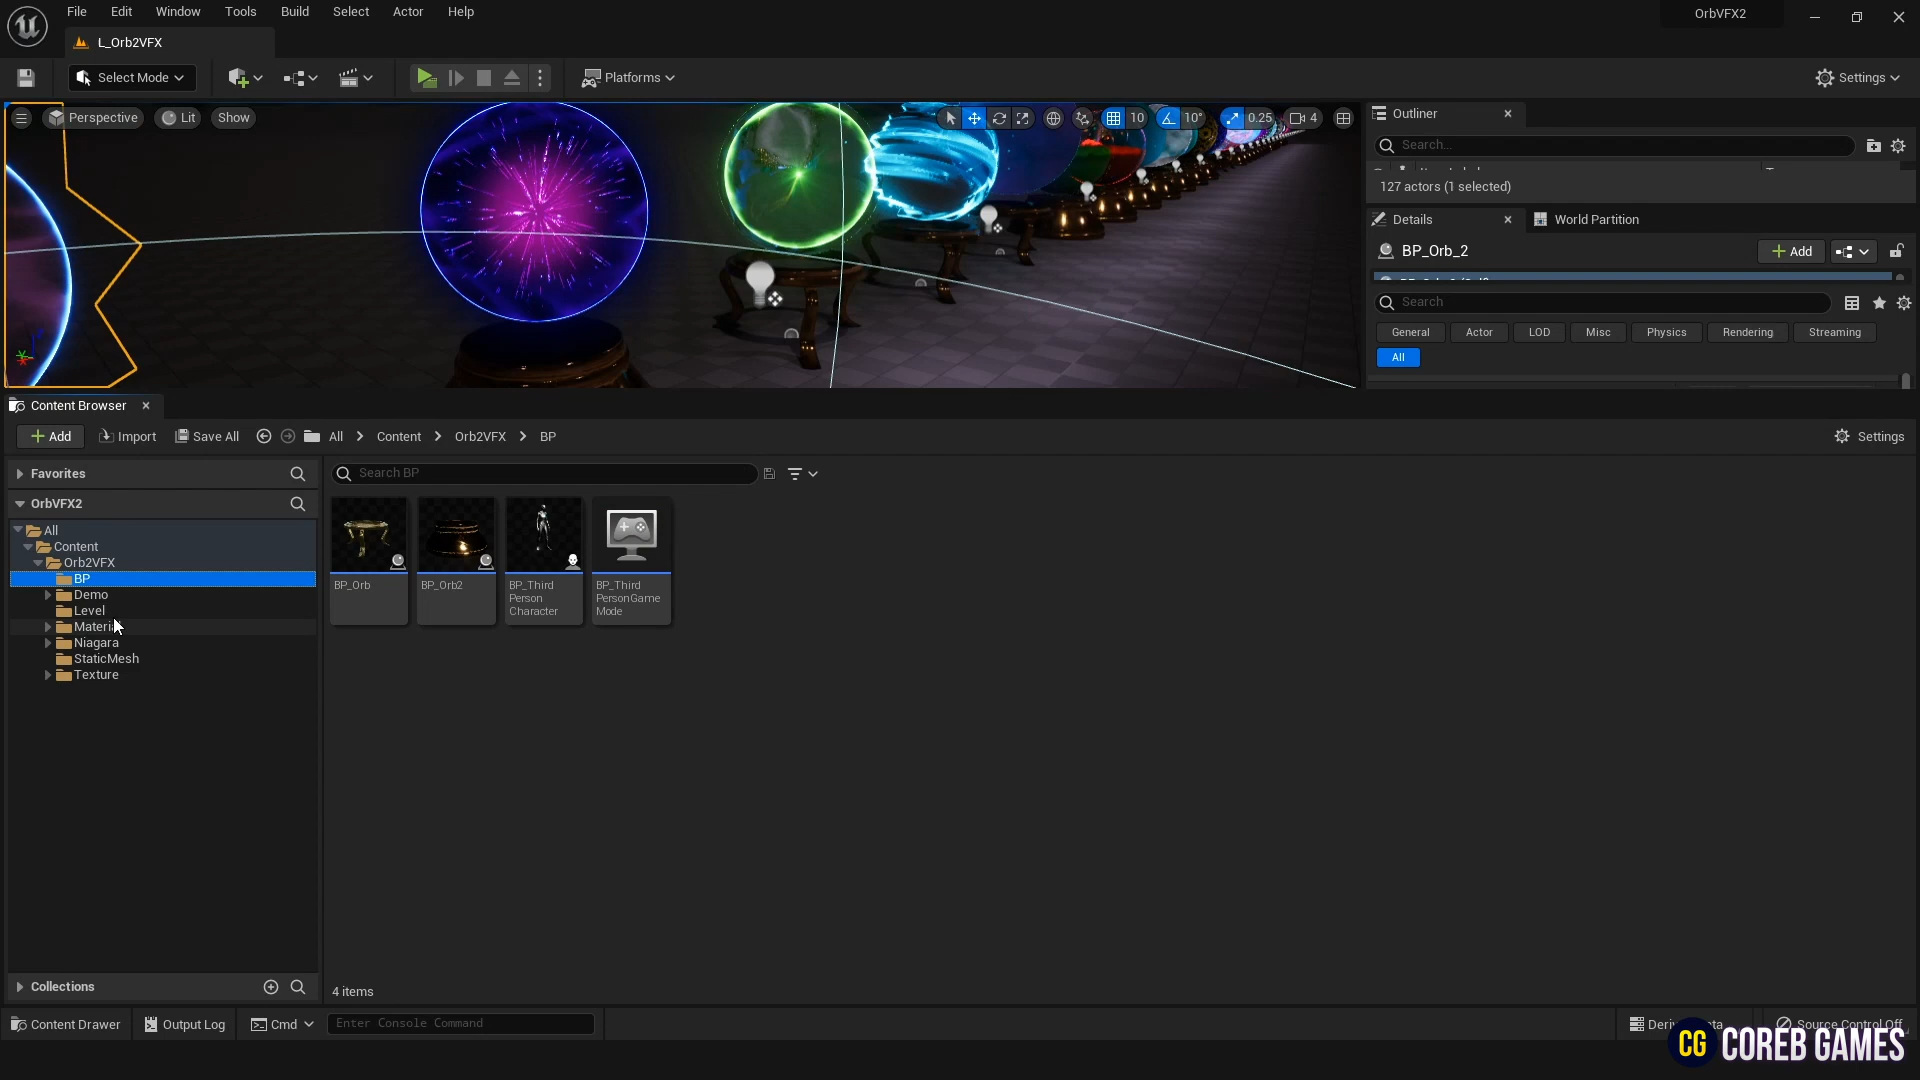 File Edit Window Tools Build Select Actor Help
OrbVFX2
L_Orb2VFX
Select Mode
Platforms
Settings
Perspective
Lit
Show
10
10°
0.25
4
Outliner
Search...
127 actors (1 selected)
Details
World Partition
BP_Orb_2
Add
Search
General
Actor
LOD
Misc
Physics
Rendering
Streaming
All
Content Browser
Add
Import
Save All
All
Content
Orb2VFX
BP
Settings
Favorites
Search BP
OrbVFX2
All
Content
Orb2VFX
BP
Demo
Level
Niagara
StaticMesh
Texture
BP_Orb
BP_Orb2
BP_Third
Person
Character
BP_Third
PersonGame
Mode
Collections
4 items
Content Drawer
Output Log
Cmd
Enter Console Command
Source Control Off
CG COREB GAMES